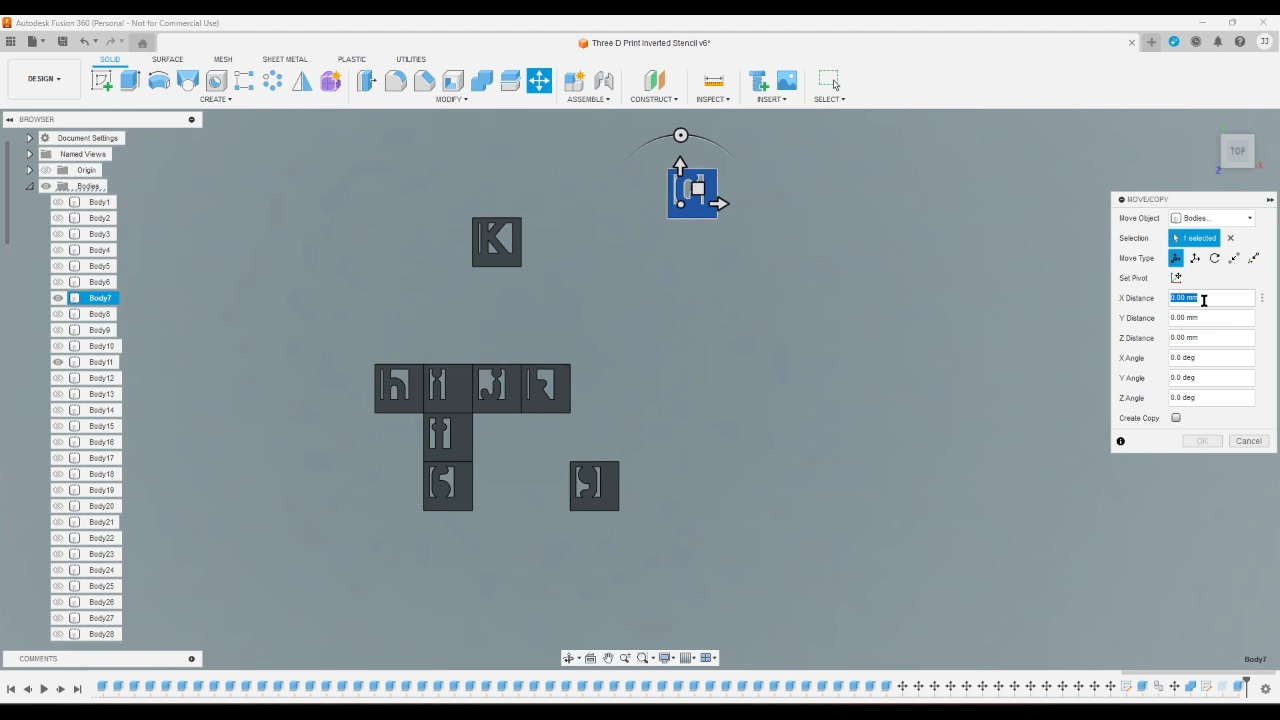 Autodesk Fusion 360 (Personal - Not for Commercial Use)
Three D Print Inverted Stencil v6*
JJ
DESIGN
SOLID SURFACE MESH SHEET METAL PLASTIC UTILITIES
CREATE MODIFY ASSEMBLE CONSTRUCT INSPECT INSERT SELECT
BROWSER
Document Settings
Named Views
Origin
Bodies
Body1
Body2
Body3
Body4
Body5
Body6
Body7
Body8
Body9
Body10
Body11
Body12
Body13
Body14
Body15
Body16
Body17
Body18
Body19
Body20
Body21
Body22
Body23
Body24
Body25
Body26
Body27
Body28
COMMENTS
K
TOP
Z
X
MOVE/COPY
Move Object Bodies...
Selection 1 selected
Move Type
Set Pivot
X Distance 0.00 mm
Y Distance 0.00 mm
Z Distance 0.00 mm
X Angle 0.0 deg
Y Angle 0.0 deg
Z Angle 0.0 deg
Create Copy
OK Cancel
Body7